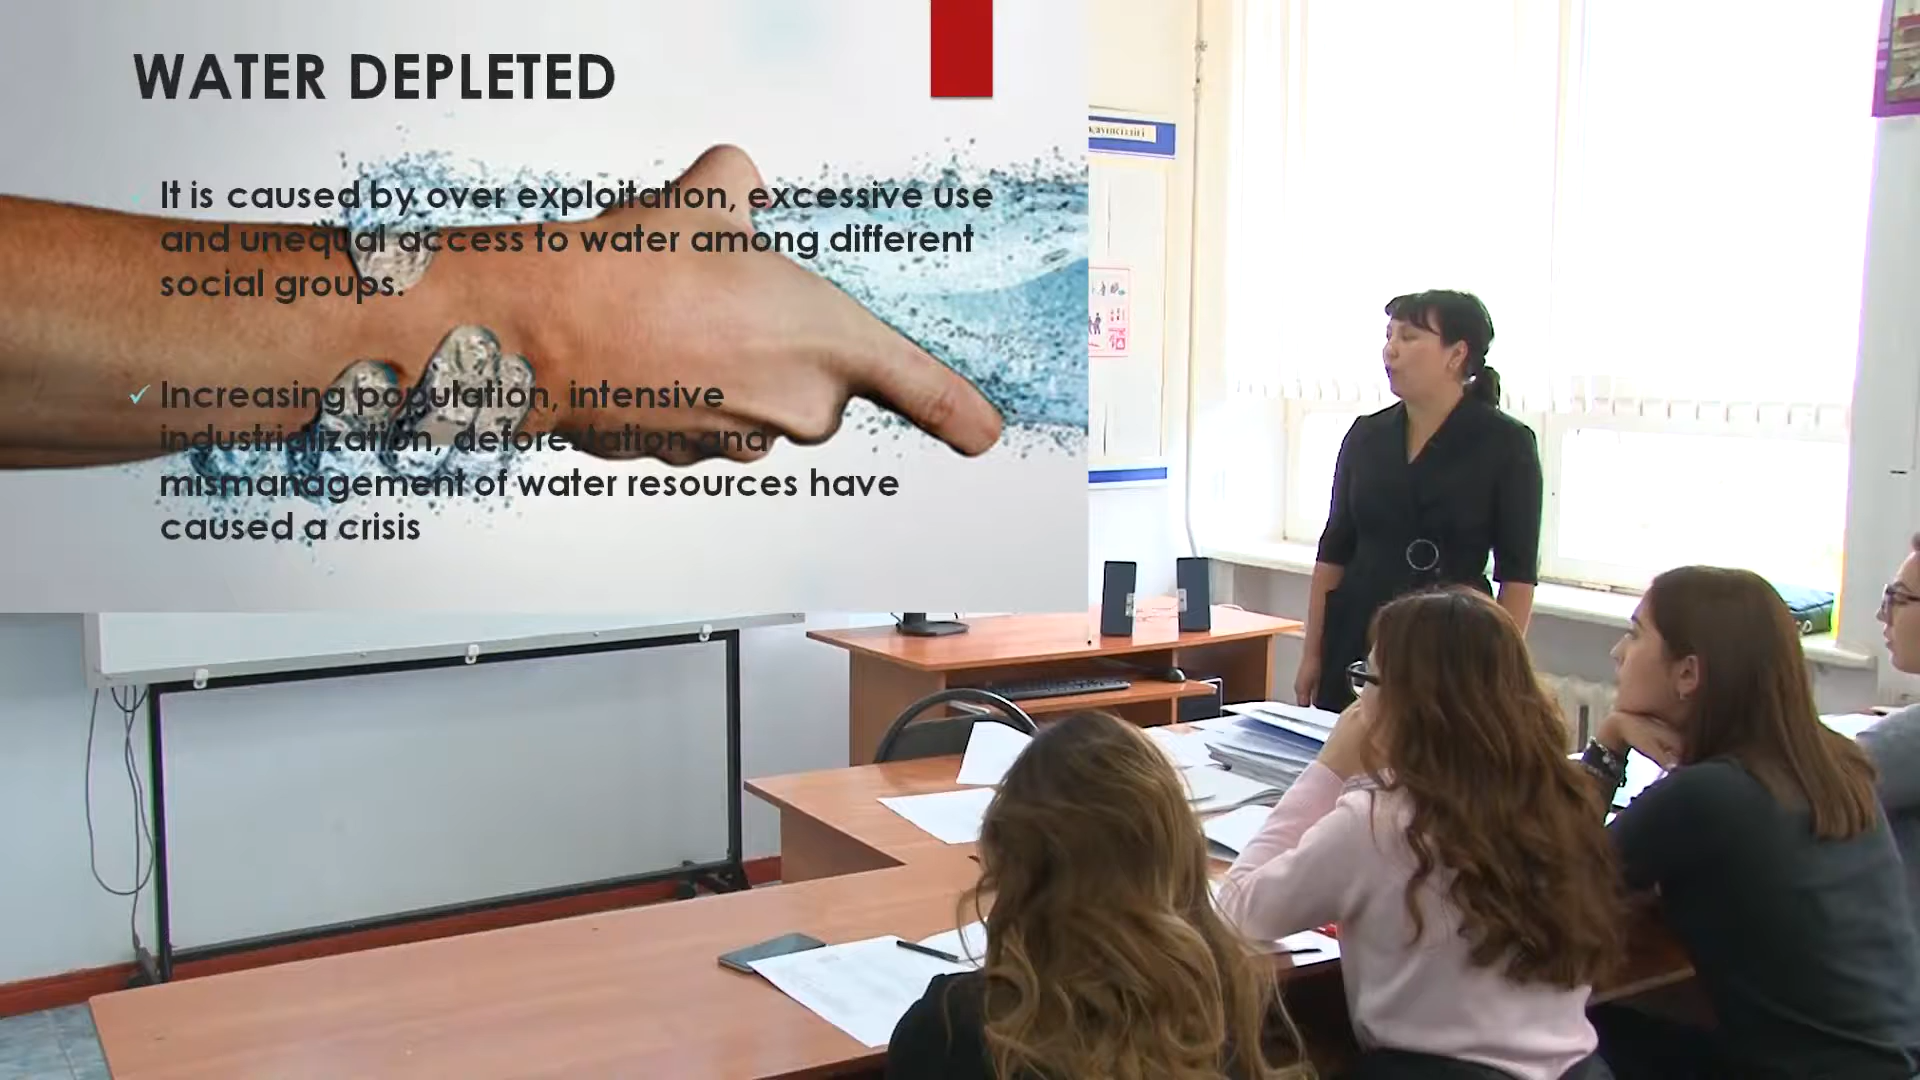 WATER DEPLETED
It is caused by over exploitation, excessive use
and unequal access to water among different
social groups.
Increasing population, intensive
industrialization, deforestation and
mismanagement of water resources have
caused a crisis